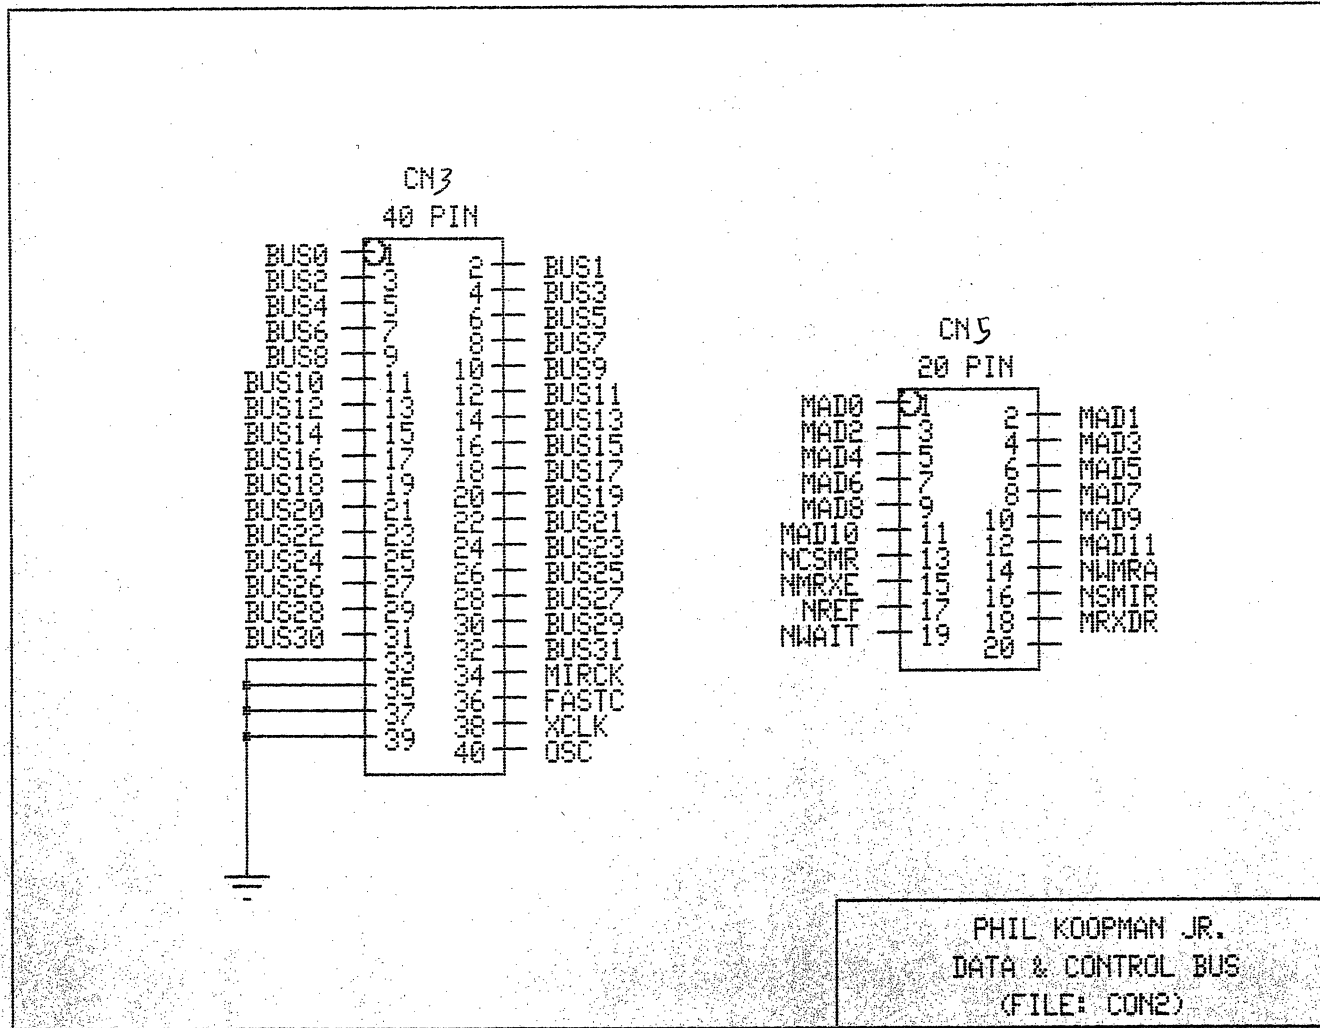 CN3
40 PIN
BUS0 1 2 BUS1
BUS2 3 4 BUS3
BUS4 5 6 BUS5
BUS6 7 8 BUS7
BUS8 9 10 BUS9
BUS10 11 12 BUS11
BUS12 13 14 BUS13
BUS14 15 16 BUS15
BUS16 17 18 BUS17
BUS18 19 20 BUS19
BUS20 21 22 BUS21
BUS22 23 24 BUS23
BUS24 25 26 BUS25
BUS26 27 28 BUS27
BUS28 29 30 BUS29
BUS30 31 32 BUS31
33 34 MIRCK
35 36 FASTC
37 38 XCLK
39 40 OSC
CN5
20 PIN
MAD0 1 2 MAD1
MAD2 3 4 MAD3
MAD4 5 6 MAD5
MAD6 7 8 MAD7
MAD8 9 10 MAD9
MAD10 11 12 MAD11
NCSMR 13 14 NWMRA
NMRXE 15 16 NSMIR
NREF 17 18 MRXDR
NWAIT 19 20
PHIL KOOPMAN JR.
DATA & CONTROL BUS
(FILE: CON2)